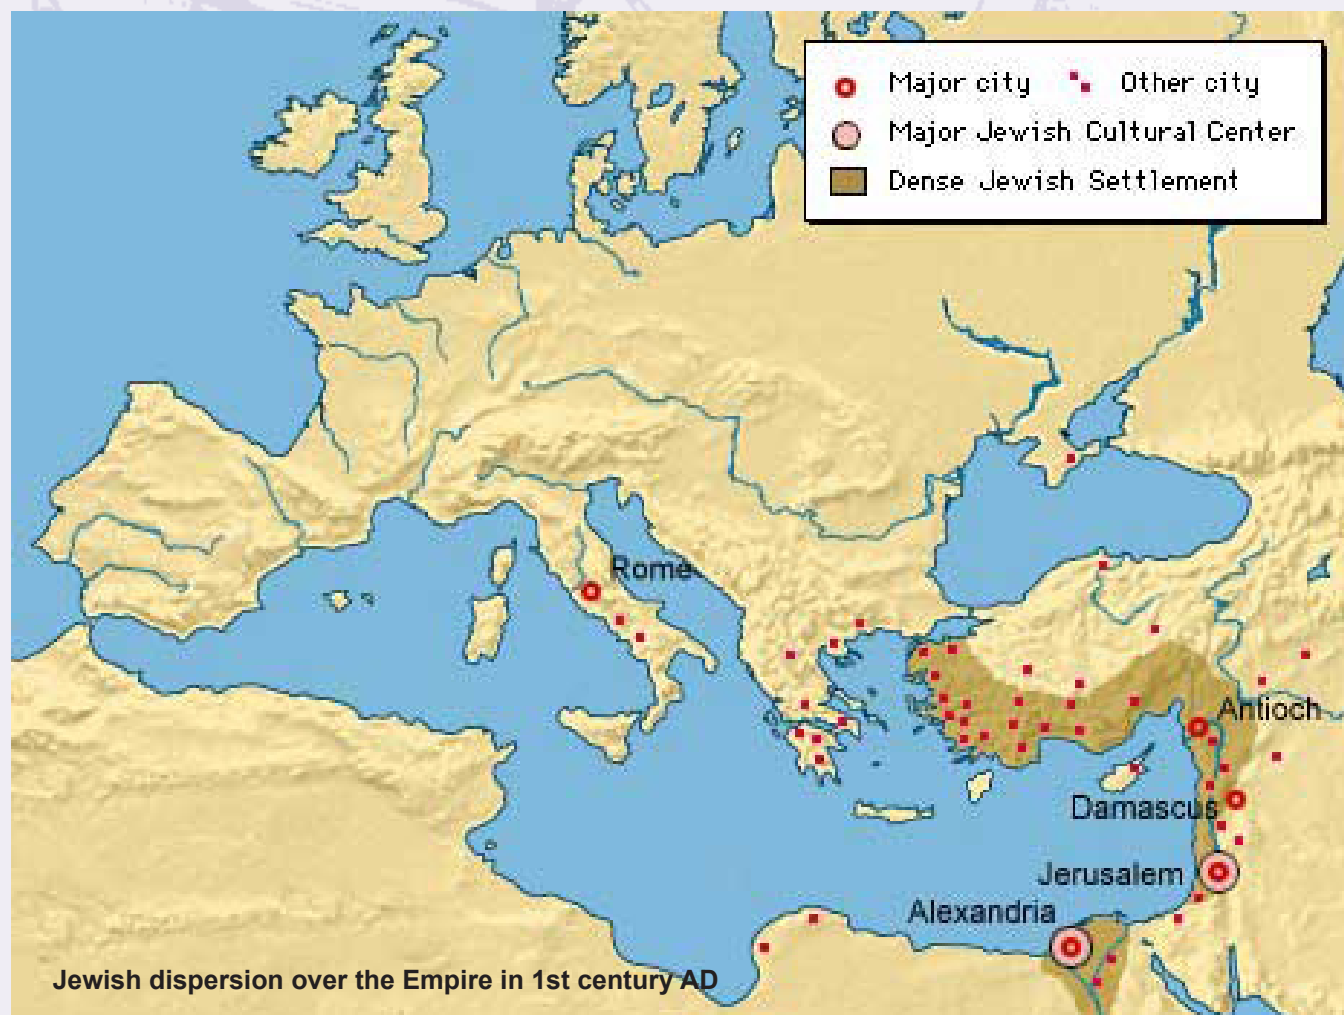 Major city Other city
Major Jewish Cultural Center
Dense Jewish Settlement
Rome
Antioch
Damascus
Jerusalem
Alexandria
Jewish dispersion over the Empire in 1st century AD